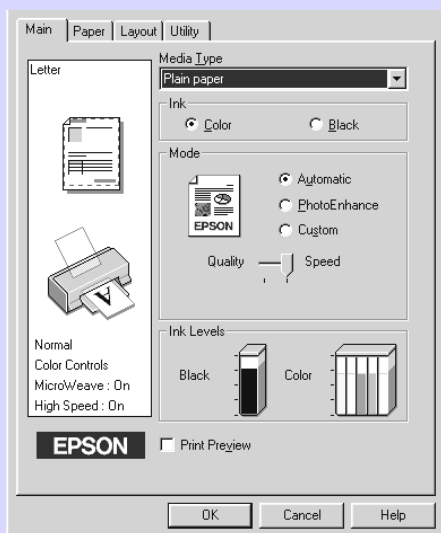 Main Paper Layout Utility
Letter
Media Type
Plain paper
Ink
Color Black
Mode
EPSON
Automatic
PhotoEnhance
Custom
Quality Speed
A
Normal
Color Controls
MicroWeave : On
High Speed : On
Ink Levels
Black Color
EPSON
Print Preview
OK Cancel Help